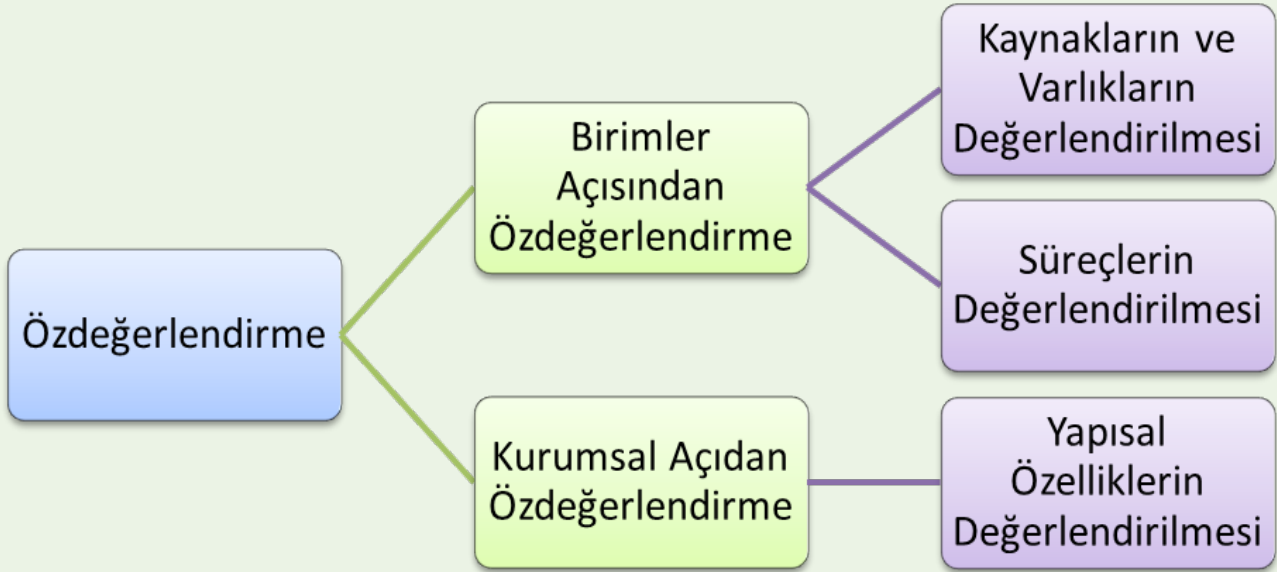 Özdeğerlendirme
Birimler
Açısından
Özdeğerlendirme
Kaynakların ve
Varlıkların
Değerlendirilmesi
Süreçlerin
Değerlendirilmesi
Kurumsal Açıdan
Özdeğerlendirme
Yapısal
Özelliklerin
Değerlendirilmesi